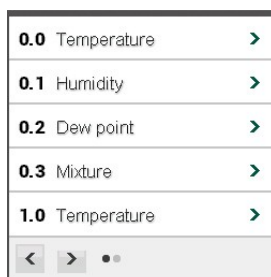 0.0 Temperature
0.1 Humidity
0.2 Dew point
0.3 Mixture
1.0 Temperature